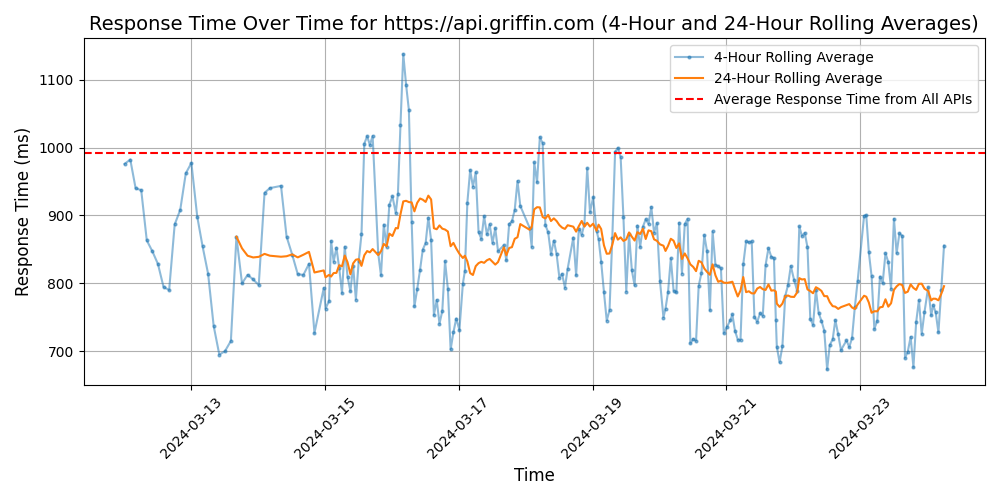 Response Time Over Time for https://api.griffin.com (4-Hour and 24-Hour Rolling Averages)
4-Hour Rolling Average
24-Hour Rolling Average
Average Response Time from All APIs
Response Time (ms)
1100
1000
900
800
700
2024-03-13
2024-03-15
2024-03-17
2024-03-19
2024-03-21
2024-03-23
Time